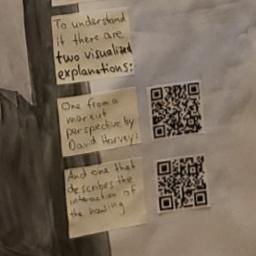 To understand
it there are
two visualized
explanations:
One from a
marxist
perspective by
David Harvey:
And one that
describes the
interaction of
the